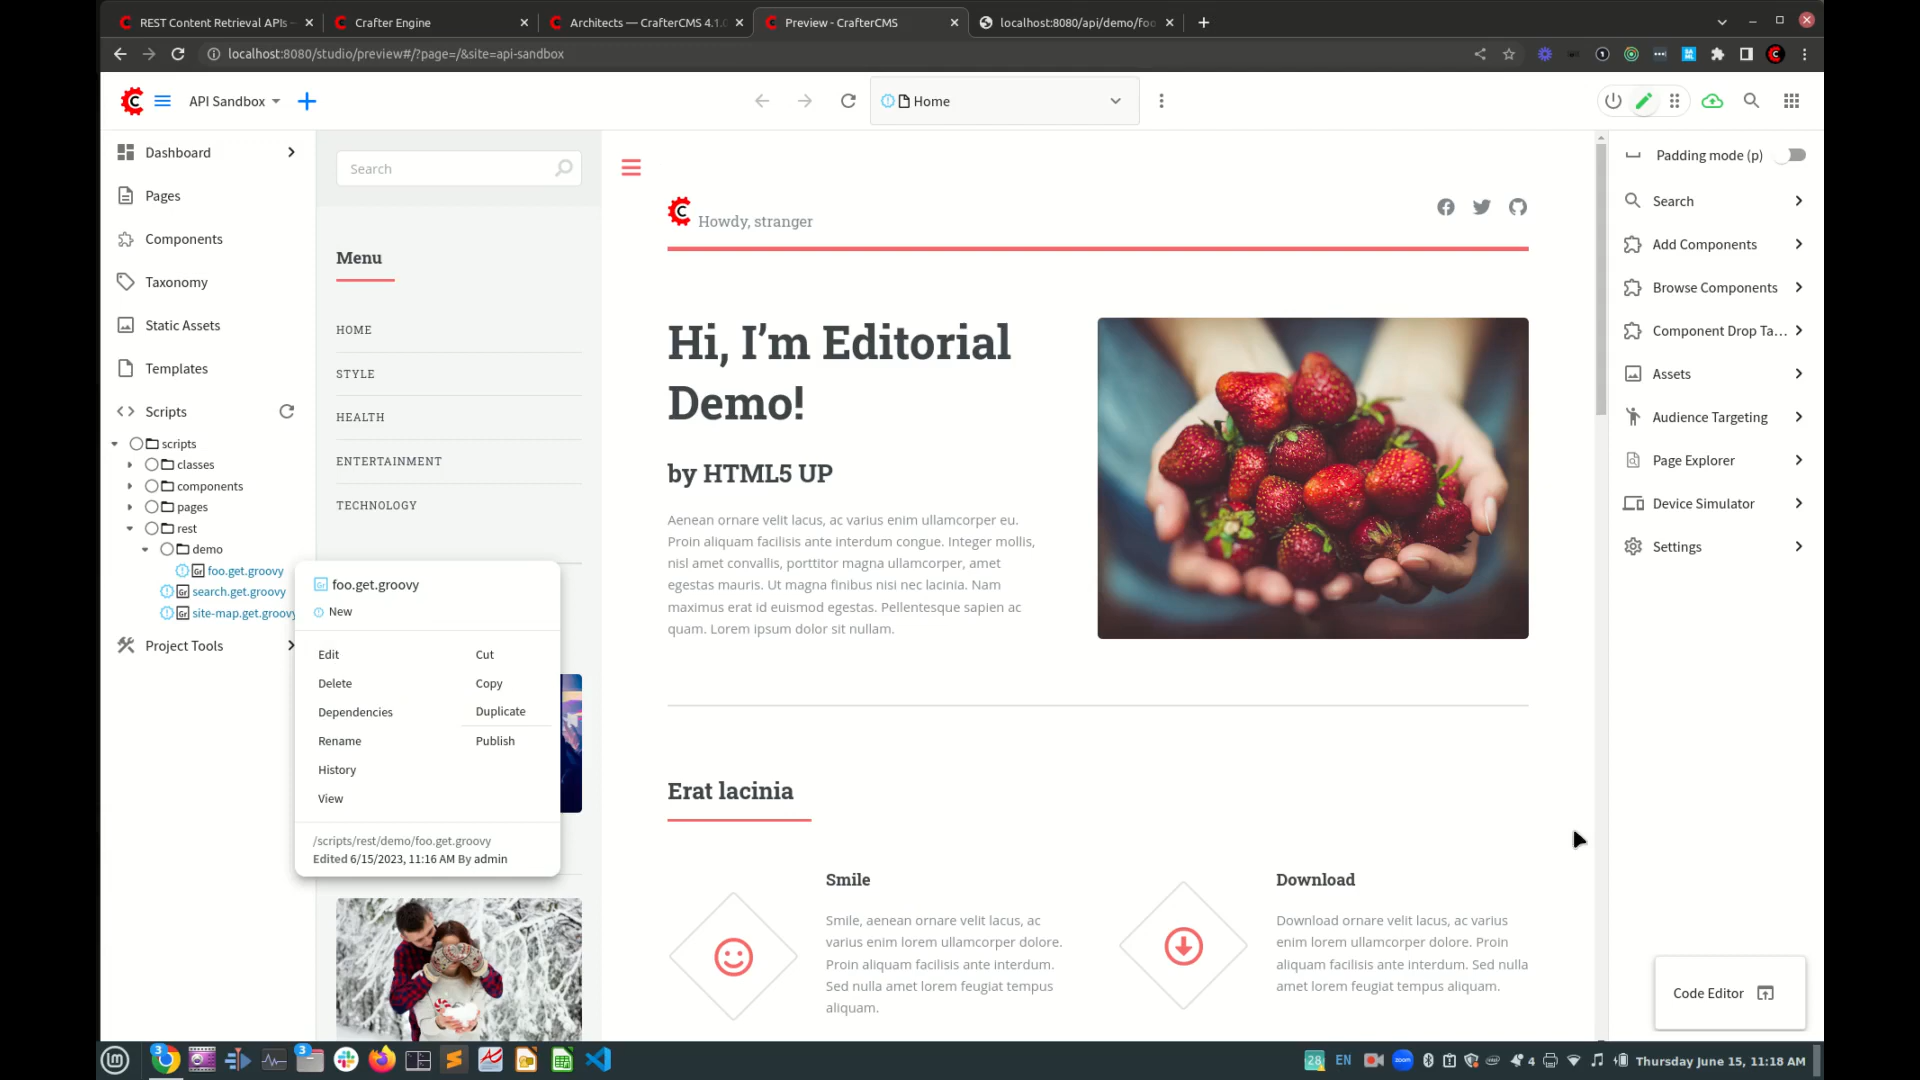 REST Content Retrieval APIs
Crafter Engine
Architects — CrafterCMS 4.1.0
Preview - CrafterCMS
localhost:8080/api/demo/foo
localhost:8080/studio/preview#/?page=/&site=api-sandbox
API Sandbox
Home
Dashboard
Pages
Components
Taxonomy
Static Assets
Templates
Scripts
scripts
classes
components
pages
rest
demo
foo.get.groovy
search.get.groovy
site-map.get.groovy
Project Tools
Search
Menu
HOME
STYLE
HEALTH
ENTERTAINMENT
TECHNOLOGY
foo.get.groovy
New
Edit
Cut
Delete
Copy
Dependencies
Duplicate
Rename
Publish
History
View
/scripts/rest/demo/foo.get.groovy
Edited 6/15/2023, 11:16 AM By admin
Howdy, stranger
Hi, I’m Editorial
Demo!
by HTML5 UP
Aenean ornare velit lacus, ac varius enim ullamcorper eu.
Proin aliquam facilisis ante interdum congue. Integer mollis,
nisl amet convallis, porttitor magna ullamcorper, amet
egestas mauris. Ut magna finibus nisi nec lacinia. Nam
maximus erat id euismod egestas. Pellentesque sapien ac
quam. Lorem ipsum dolor sit nullam.
Erat lacinia
Smile
Smile, aenean ornare velit lacus, ac
varius enim lorem ullamcorper dolore.
Proin aliquam facilisis ante interdum.
Sed nulla amet lorem feugiat tempus
aliquam.
Download
Download ornare velit lacus, ac varius
enim lorem ullamcorper dolore. Proin
aliquam facilisis ante interdum. Sed nulla
amet lorem feugiat tempus aliquam.
Padding mode (p)
Search
Add Components
Browse Components
Component Drop Ta...
Assets
Audience Targeting
Page Explorer
Device Simulator
Settings
Code Editor
3
3
28
EN
zoom
4
Thursday June 15, 11:18 AM